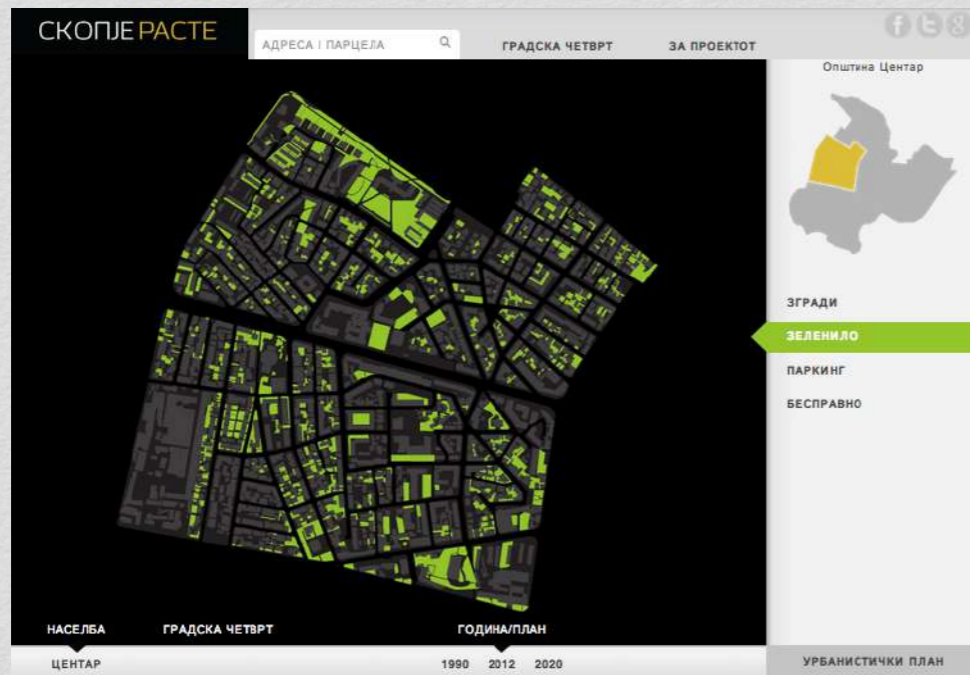 СКОПЈЕ РАСТЕ
АДРЕСА I ПАРЦЕЛА
ГРАДСКА ЧЕТВРТ
ЗА ПРОЕКТОТ
Општина Центар
ЗГРАДИ
ЗЕЛЕНИЛО
ПАРКИНГ
БЕСПРАВНО
НАСЕЛБА
ГРАДСКА ЧЕТВРТ
ГОДИНА/ПЛАН
ЦЕНТАР
1990 2012 2020
УРБАНИСТИЧКИ ПЛАН